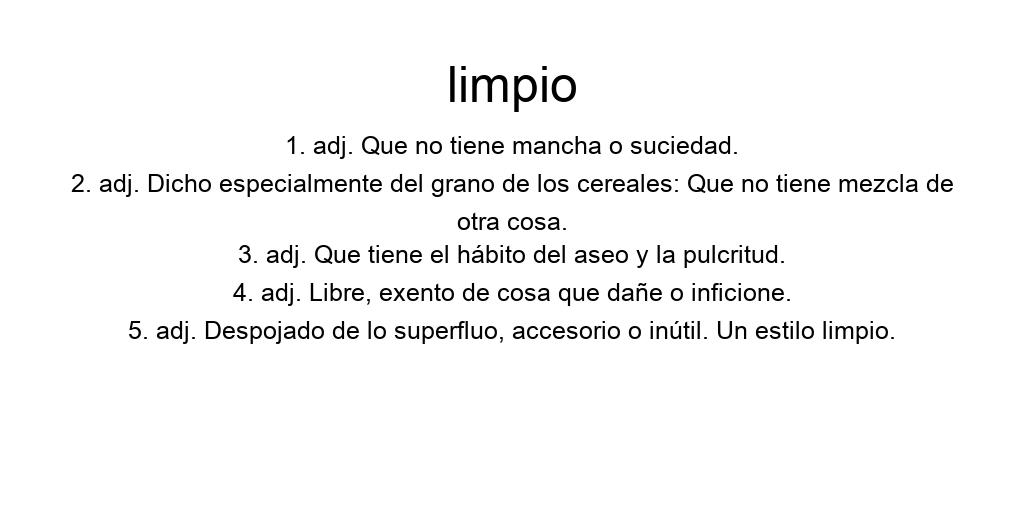 limpio
1. adj. Que no tiene mancha o suciedad.
2. adj. Dicho especialmente del grano de los cereales: Que no tiene mezcla de
otra cosa.
3. adj. Que tiene el hábito del aseo y la pulcritud.
4. adj. Libre, exento de cosa que dañe o inficione.
5. adj. Despojado de lo superfluo, accesorio o inútil. Un estilo limpio.